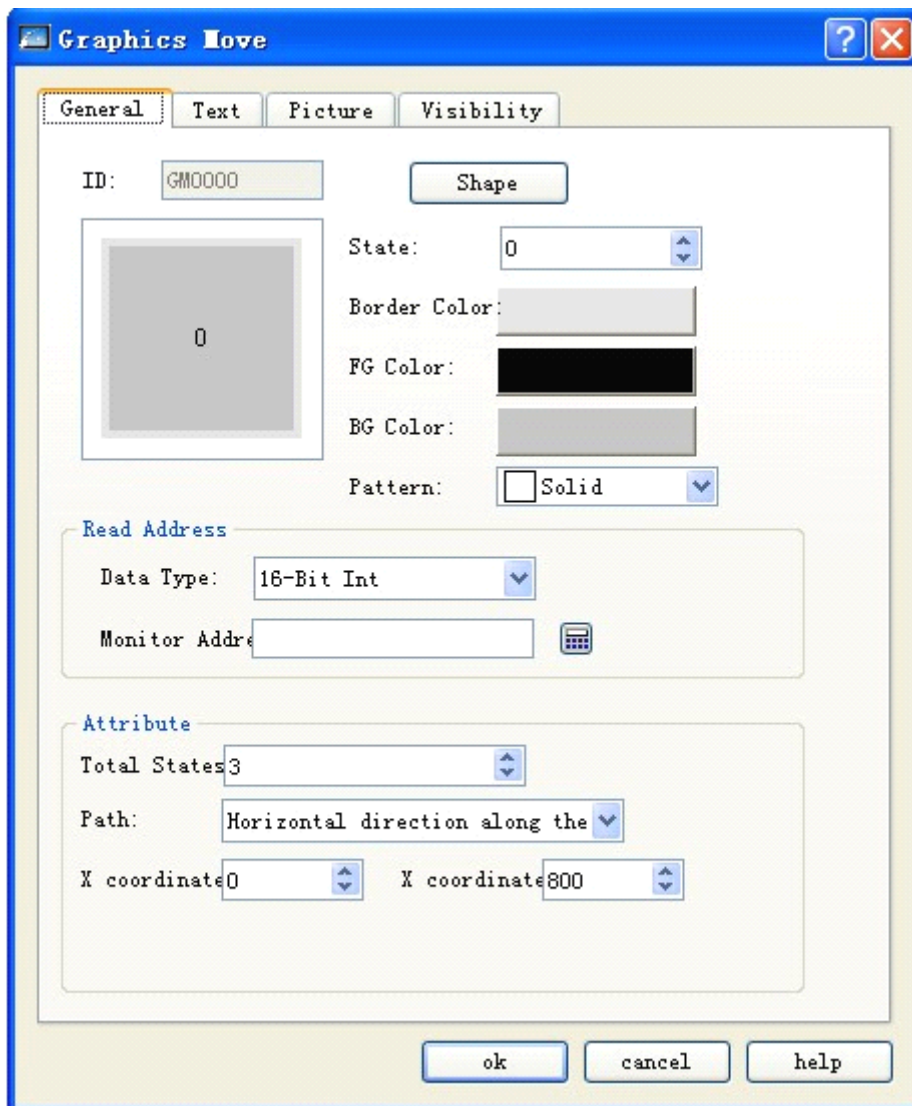 Graphics Move
General Text Picture Visibility
ID: GM0000 Shape
State: 0
0
Border Color:
FG Color:
BG Color:
Pattern: Solid
Read Address
Data Type: 16-Bit Int
Monitor Addre
Attribute
Total States 3
Path: Horizontal direction along the
X coordinate 0 X coordinate 800
ok cancel help